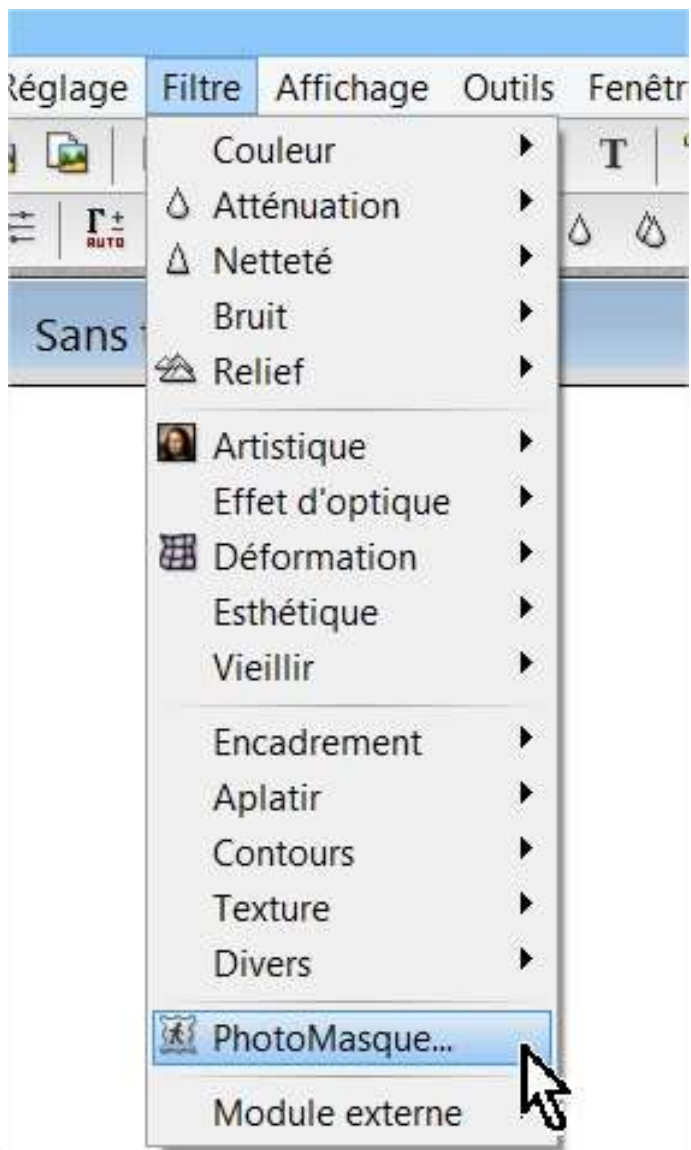 Réglage Filtre Affichage Outils Fenêtr
Couleur
T
Atténuation
AUTO
Netteté
Bruit
Sans
Relief
Artistique
Effet d'optique
Déformation
Esthétique
Vieillir
Encadrement
Aplatir
Contours
Texture
Divers
PhotoMasque...
Module externe